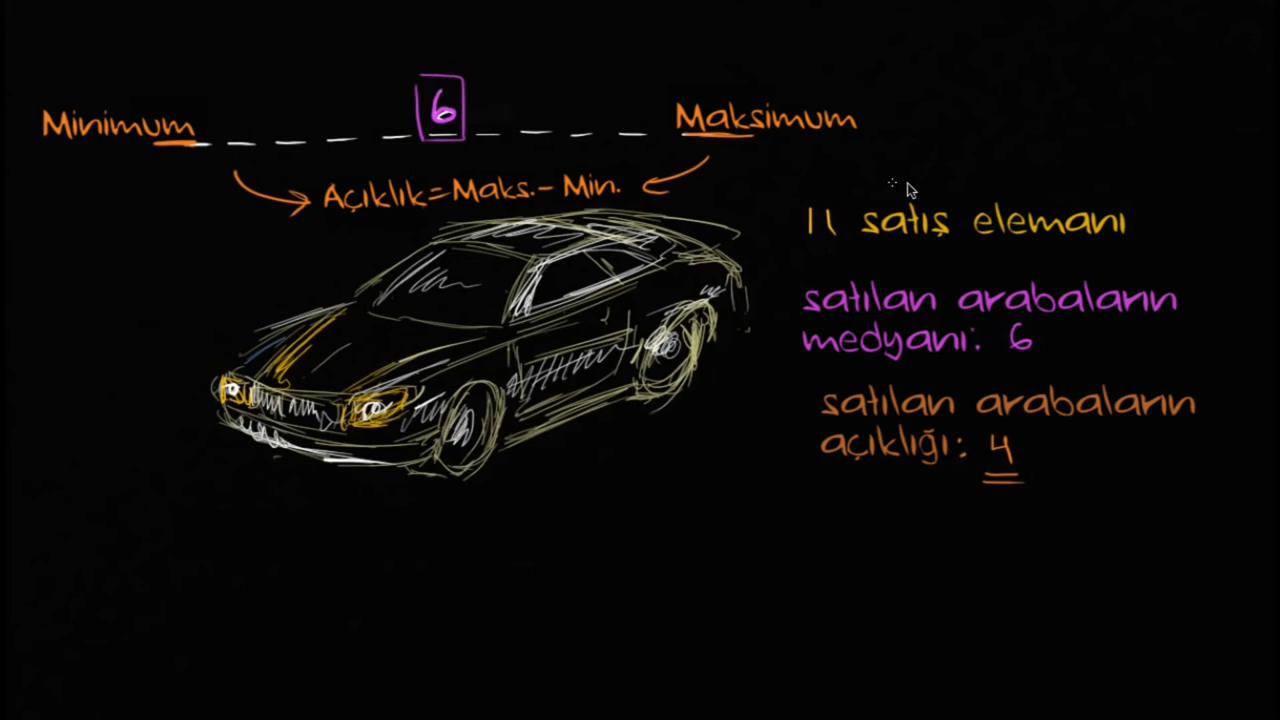 6
Minimum Maksimum
Açıklık=Maks.- Min.
11 satış elemanı
satılan arabaların
medyanı: 6
satılan arabaların
açıklığı: 4